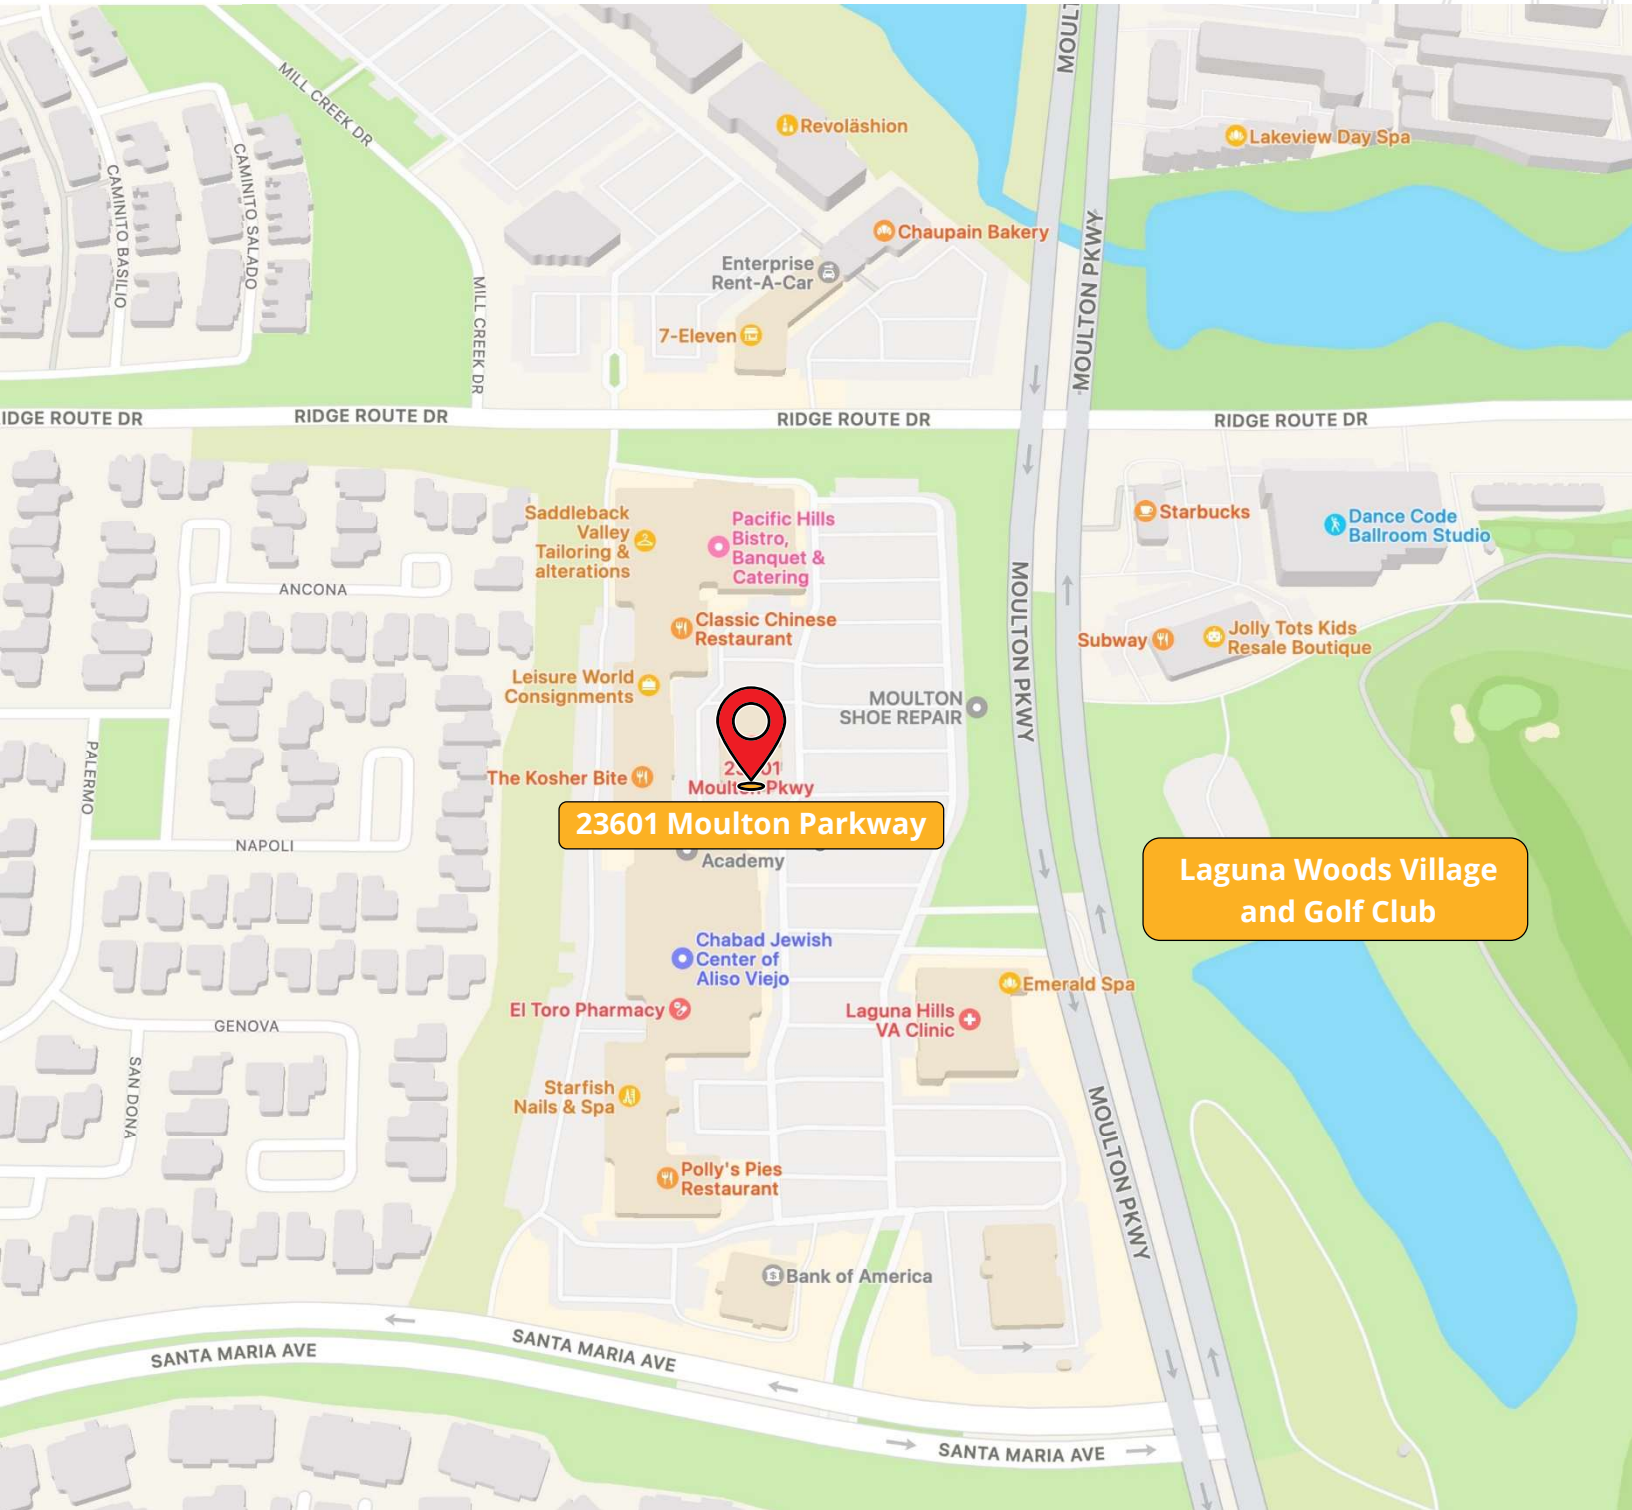 MOULT
MILL CREEK DR
Revoläshion
Lakeview Day Spa
CAMINITO BASILIO
CAMINITO SALADO
Chaupain Bakery
MOULTON PKWY
Enterprise
Rent-A-Car
MILL CREEK DR
7-Eleven
IDGE ROUTE DR
RIDGE ROUTE DR
RIDGE ROUTE DR
RIDGE ROUTE DR
Saddleback
Valley
Tailoring &
alterations
Pacific Hills
Bistro,
Banquet &
Catering
Starbucks
Dance Code
Ballroom Studio
ANCONA
MOULTON PKWY
Classic Chinese
Restaurant
Subway
Jolly Tots Kids
Resale Boutique
Leisure World
Consignments
MOULTON
SHOE REPAIR
PALERMO
The Kosher Bite
Pkwy
23601 Moulton Parkway
NAPOLI
Academy
Laguna Woods Village
and Golf Club
Chabad Jewish
Center of
Aliso Viejo
Emerald Spa
El Toro Pharmacy
Laguna Hills
VA Clinic
GENOVA
SAN DONA
Starfish
Nails & Spa
MOULTON PKWY
Polly's Pies
Restaurant
Bank of America
SANTA MARIA AVE
SANTA MARIA AVE
SANTA MARIA AVE